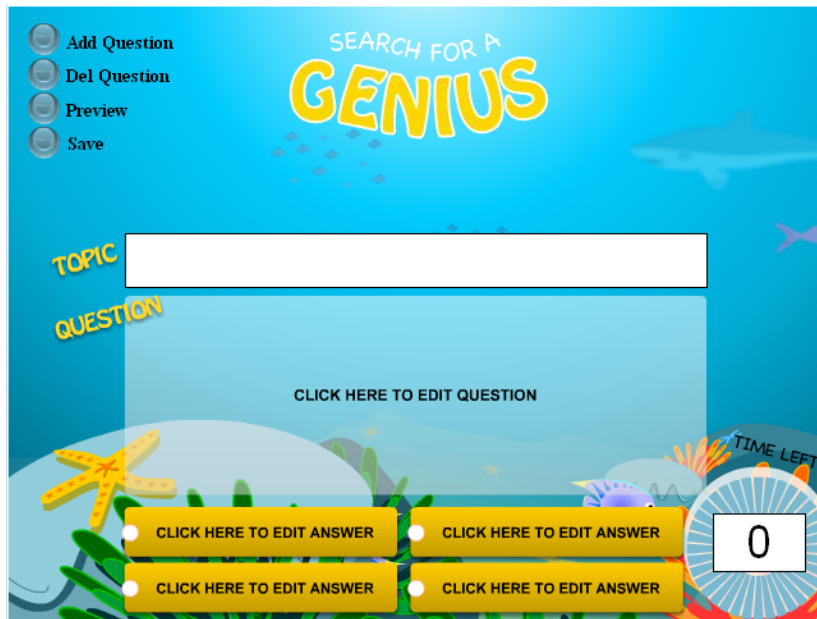 Add Question
Del Question
Preview
Save
SEARCH FOR A
GENIUS
TOPIC
QUESTION
CLICK HERE TO EDIT QUESTION
TIME LEFT
CLICK HERE TO EDIT ANSWER
CLICK HERE TO EDIT ANSWER
0
CLICK HERE TO EDIT ANSWER
CLICK HERE TO EDIT ANSWER